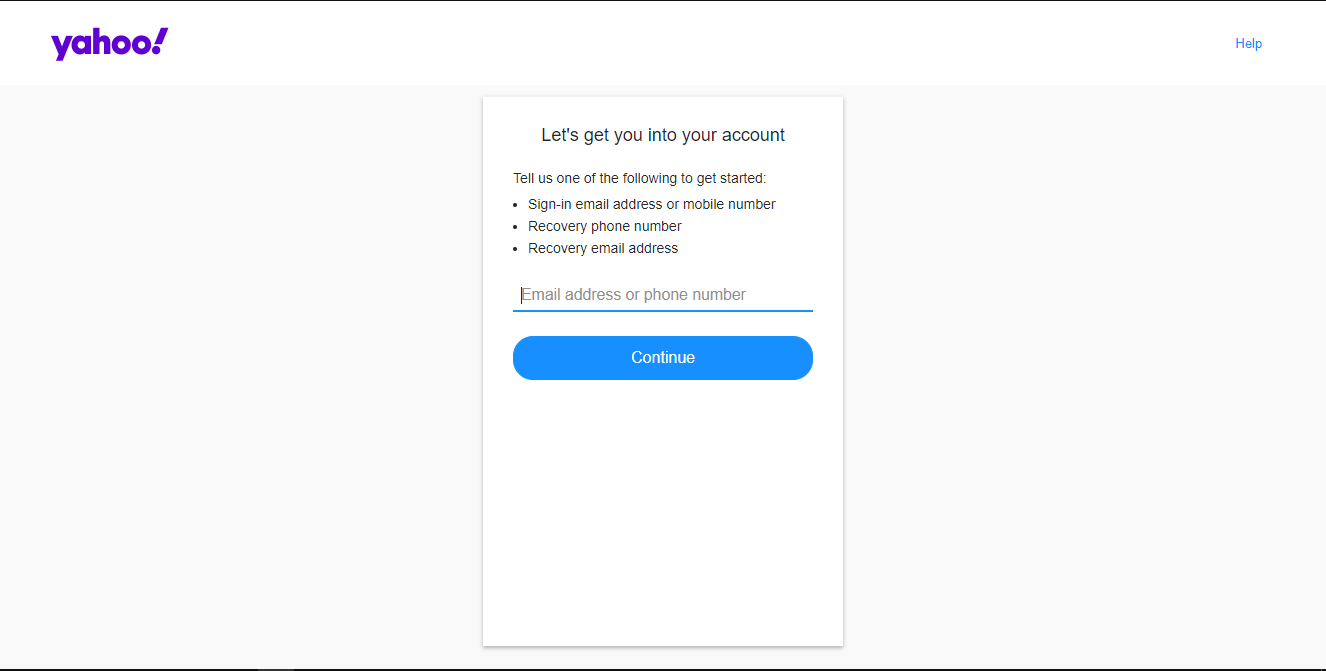 yahoo!
Help
Let's get you into your account
Tell us one of the following to get started:
• Sign-in email address or mobile number
• Recovery phone number
• Recovery email address
Email address or phone number
Continue